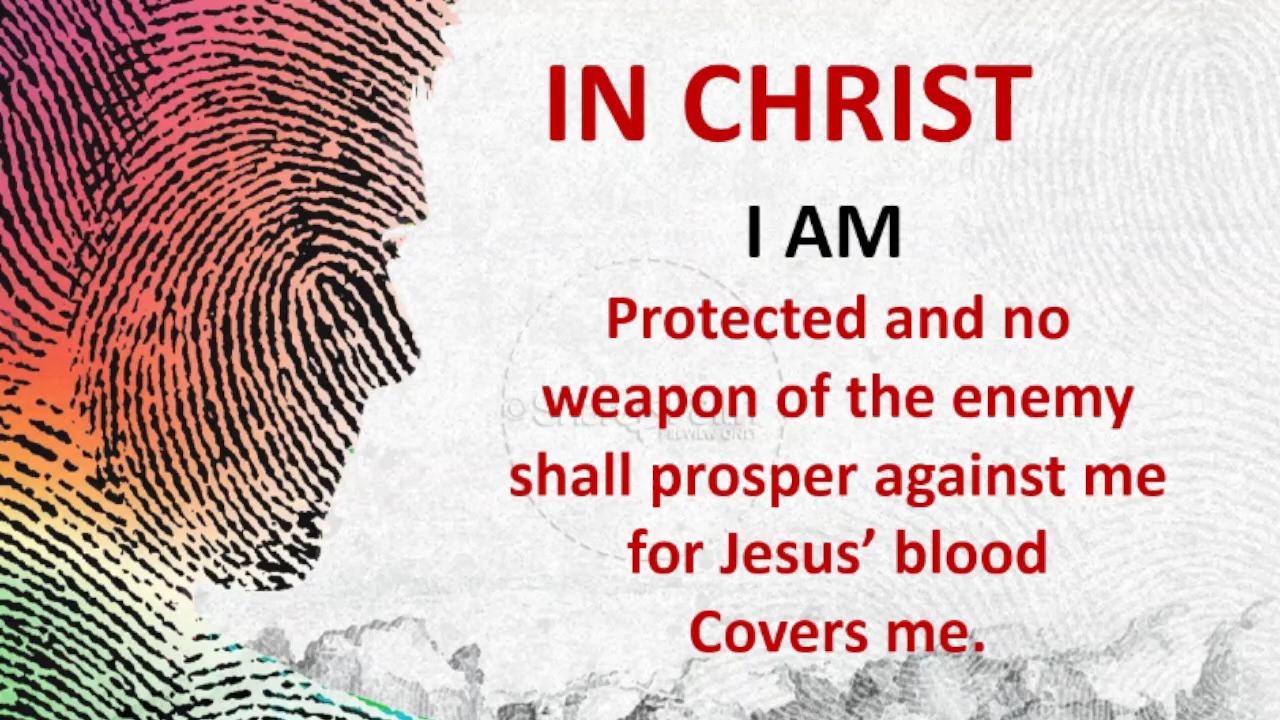 IN CHRIST
I AM
Protected and no
weapon of the enemy
shall prosper against me
for Jesus’ blood
Covers me.